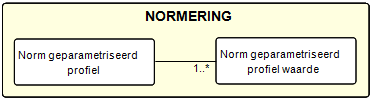 NORMERING
Norm geparametriseerd
profiel
1..*
Norm geparametriseerd
profiel waarde